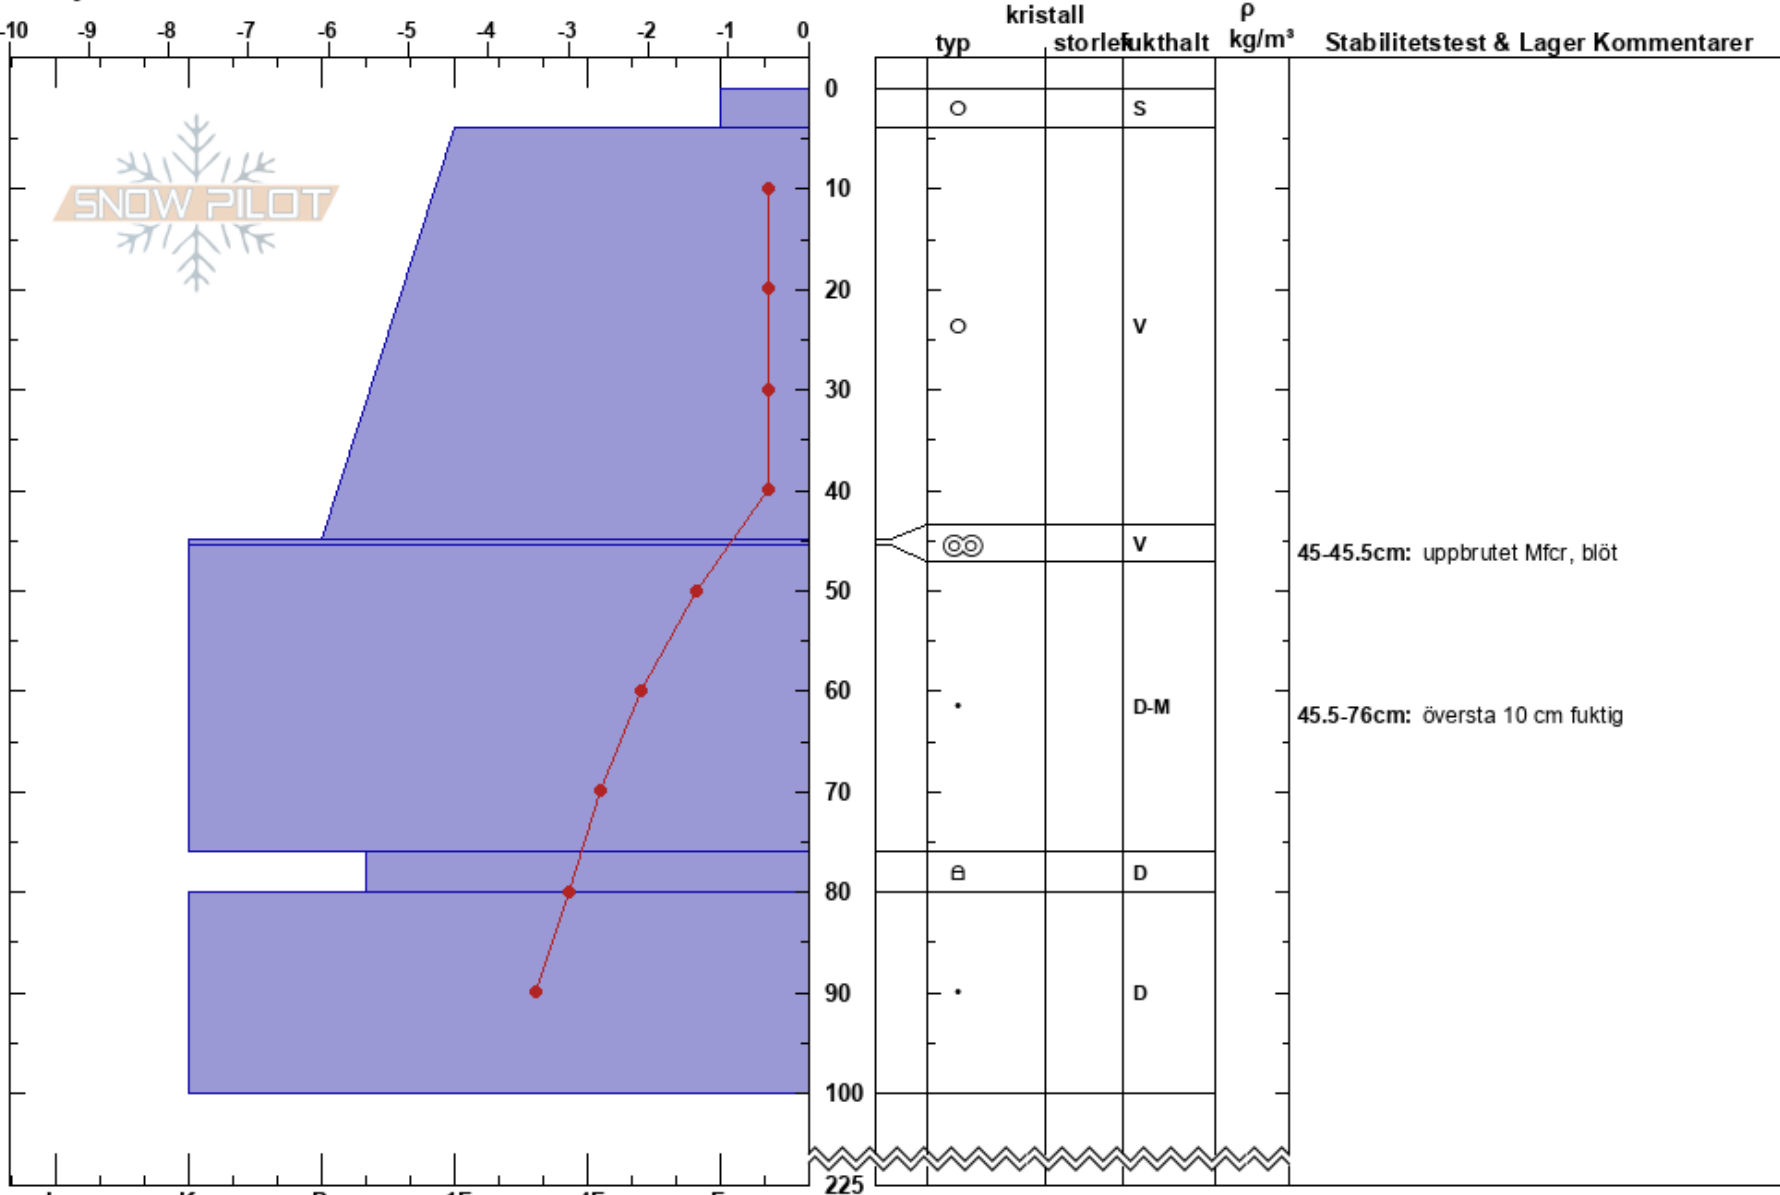 kristall
ρ
-10 -9 -8 -7 -6 -5 -4 -3 -2 -1 0
typ storlek fukthalt kg/m³ Stabilitetstest & Lager Kommentarer
0
S
SNOW PILOT
10
20
V
30
40
V
45-45.5cm: uppbrutet Mfcr, blöt
50
60
D-M
45.5-76cm: översta 10 cm fuktig
70
D
80
90
D
100
225